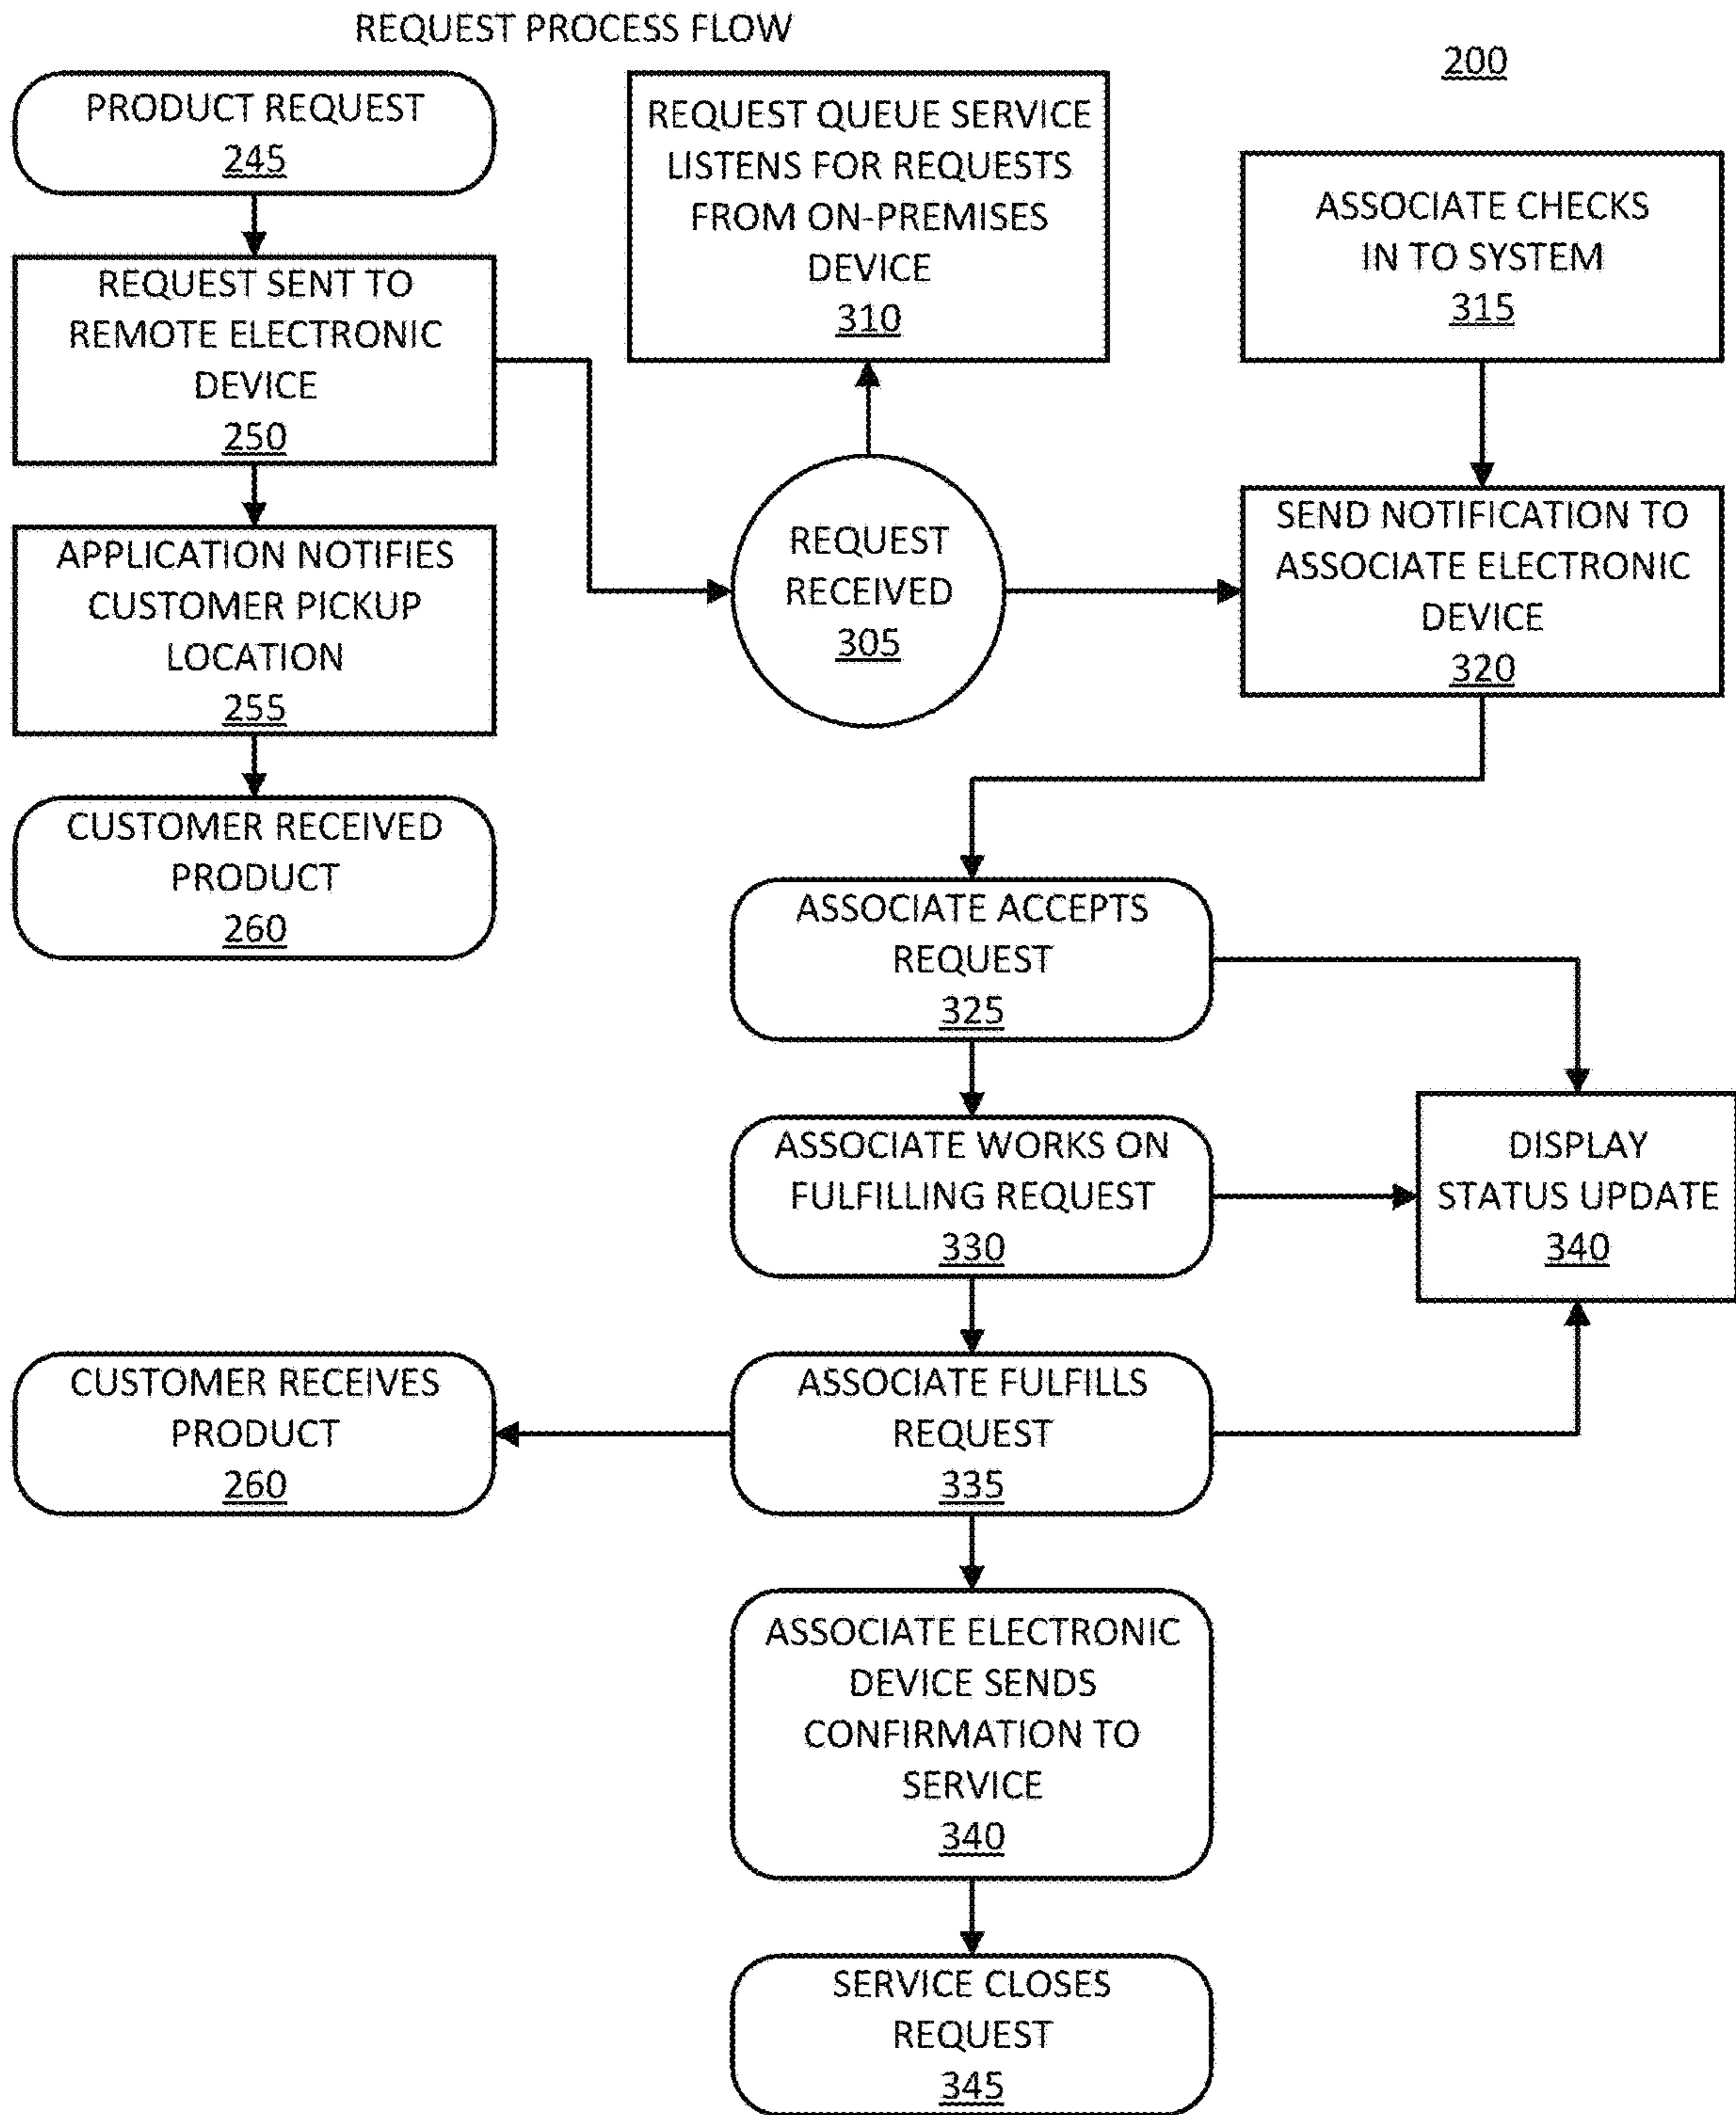 REQUEST PROCESS FLOW
200
PRODUCT REQUEST
245
REQUEST SENT TO
REMOTE ELECTRONIC
DEVICE
250
APPLICATION NOTIFIES
CUSTOMER PICKUP
LOCATION
255
CUSTOMER RECEIVED
PRODUCT
260
REQUEST QUEUE SERVICE
LISTENS FOR REQUESTS
FROM ON-PREMISES
DEVICE
310
REQUEST
RECEIVED
305
ASSOCIATE CHECKS
IN TO SYSTEM
315
SEND NOTIFICATION TO
ASSOCIATE ELECTRONIC
DEVICE
320
ASSOCIATE ACCEPTS
REQUEST
325
ASSOCIATE WORKS ON
FULFILLING REQUEST
330
DISPLAY
STATUS UPDATE
340
CUSTOMER RECEIVES
PRODUCT
260
ASSOCIATE FULFILLS
REQUEST
335
ASSOCIATE ELECTRONIC
DEVICE SENDS
CONFIRMATION TO
SERVICE
340
SERVICE CLOSES
REQUEST
345